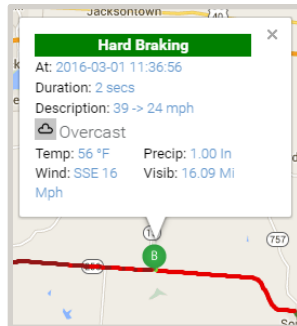 Jacksontown
40
Hard Braking
×
At: 2016-03-01 11:36:56
Duration: 2 secs
Description: 39 -> 24 mph
Overcast
Temp: 56 °F Precip: 1.00 In
Wind: SSE 16 Visib: 16.09 Mi
Mph
B
757